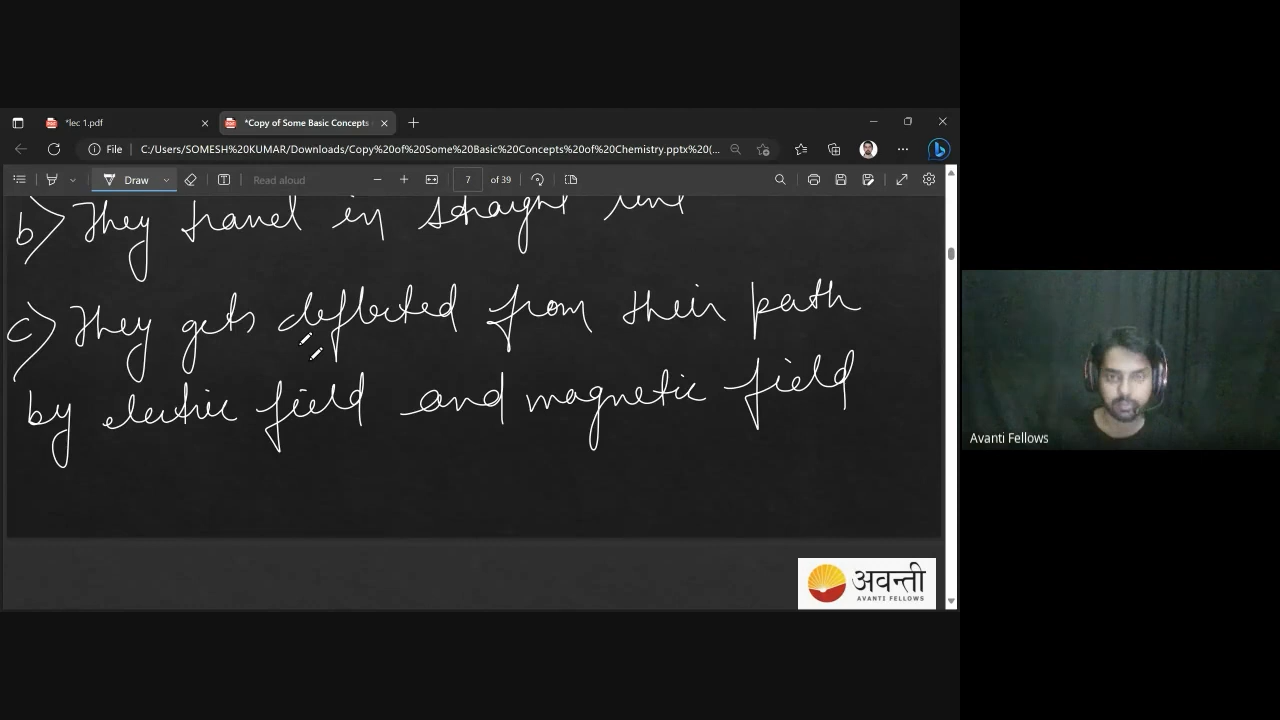 *lec 1.pdf
*Copy of Some Basic Concepts
File
C:/Users/SOMESH%20KUMAR/Downloads/Copy%20of%20Some%20Basic%20Concepts%20of%20Chemistry.pptx%20(...
Draw
Read aloud
7 of 39
b) They travel in straight line
c) They gets deflected from their path
by electric field and magnetic field
Avanti Fellows
अवन्ती
AVANTI FELLOWS